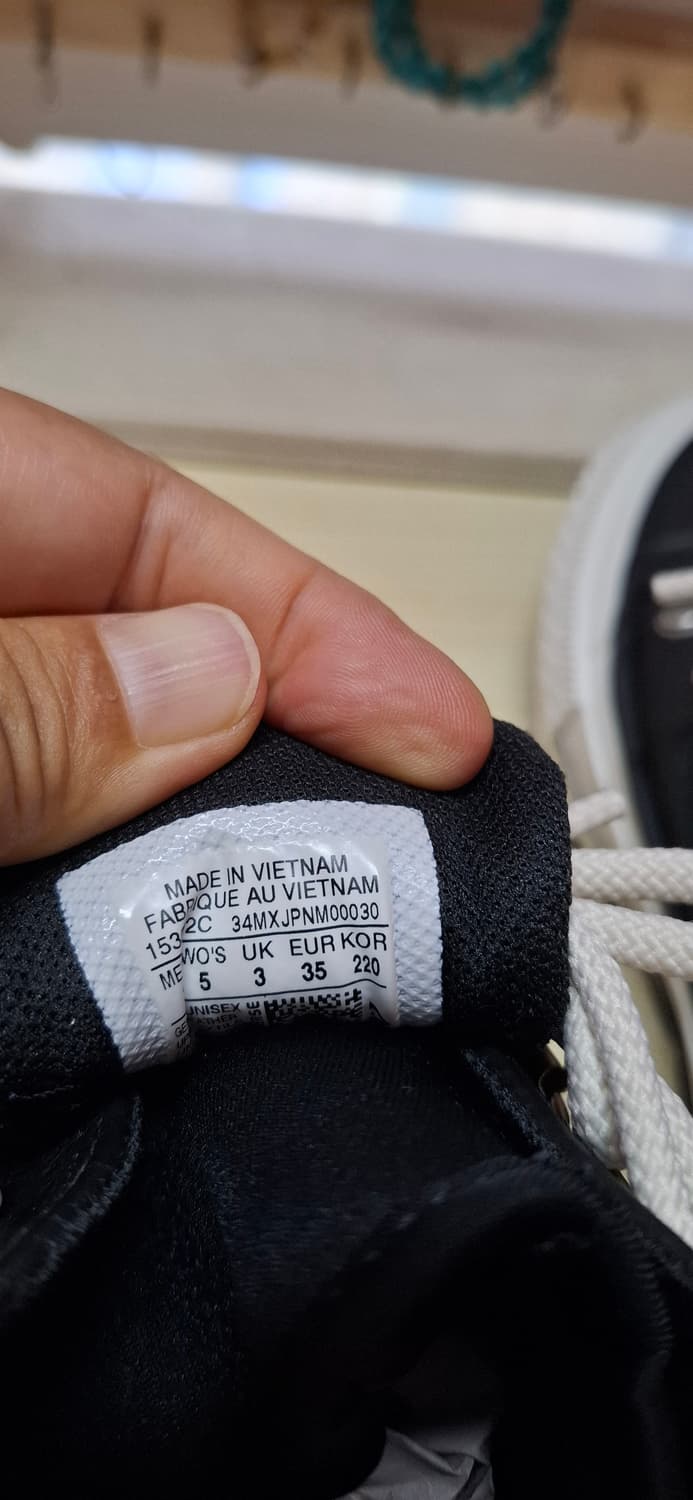 MADE IN VIETNAM
FABRIQUE AU VIETNAM
34MXJPNM00030
WO'S UK EUR KOR
5 3 35 220
UNISEX